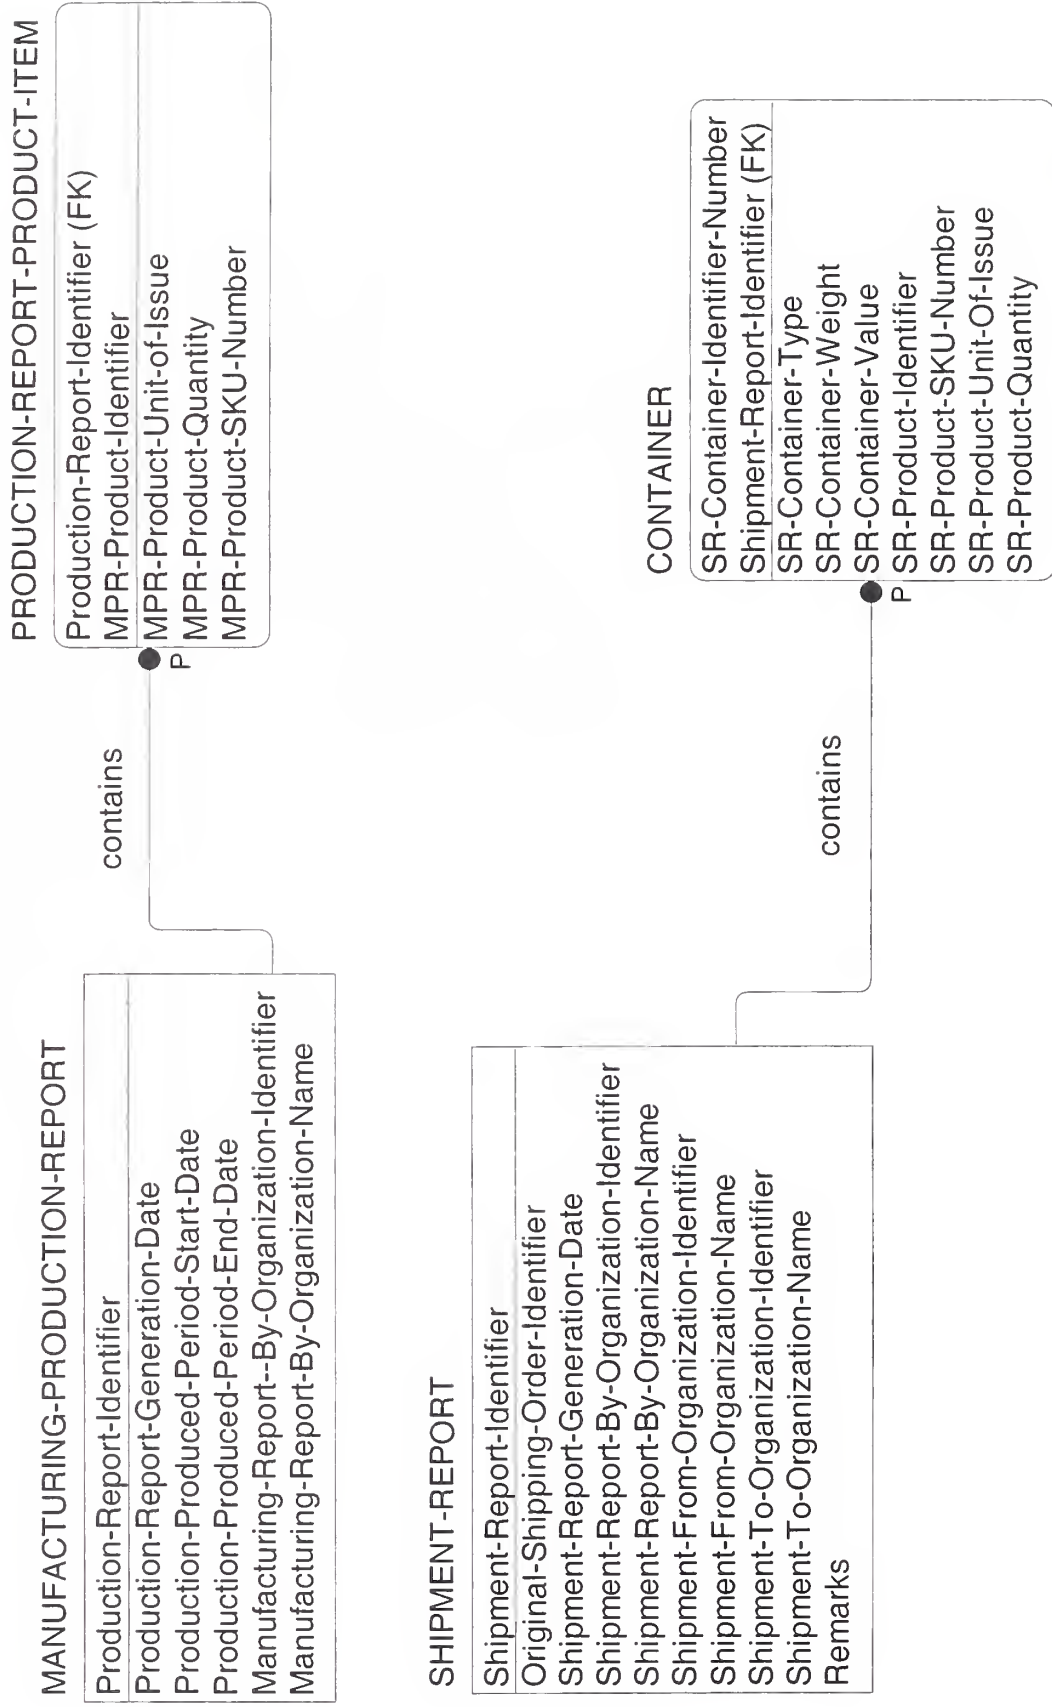 MANUFACTURING-PRODUCTION-REPORT
Production-Report-Identifier
Production-Report-Generation-Date
Production-Produced-Period-Start-Date
Production-Produced-Period-End-Date
Manufacturing-Report--By-Organization-Identifier
Manufacturing-Report-By-Organization-Name
contains
P
PRODUCTION-REPORT-PRODUCT-ITEM
Production-Report-Identifier (FK)
MPR-Product-Identifier
MPR-Product-Unit-of-Issue
MPR-Product-Quantity
MPR-Product-SKU-Number
SHIPMENT-REPORT
Shipment-Report-Identifier
Original-Shipping-Order-Identifier
Shipment-Report-Generation-Date
Shipment-Report-By-Organization-Identifier
Shipment-Report-By-Organization-Name
Shipment-From-Organization-Identifier
Shipment-From-Organization-Name
Shipment-To-Organization-Identifier
Shipment-To-Organization-Name
Remarks
contains
P
CONTAINER
SR-Container-Identifier-Number
Shipment-Report-Identifier (FK)
SR-Container-Type
SR-Container-Weight
SR-Container-Value
SR-Product-Identifier
SR-Product-SKU-Number
SR-Product-Unit-Of-Issue
SR-Product-Quantity